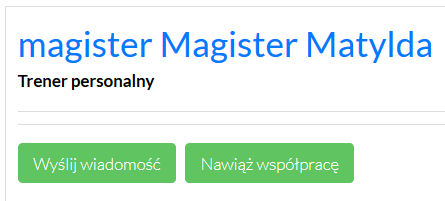 magister Magister Matylda
Trener personalny
Wyślij wiadomość Nawiąż współpracę